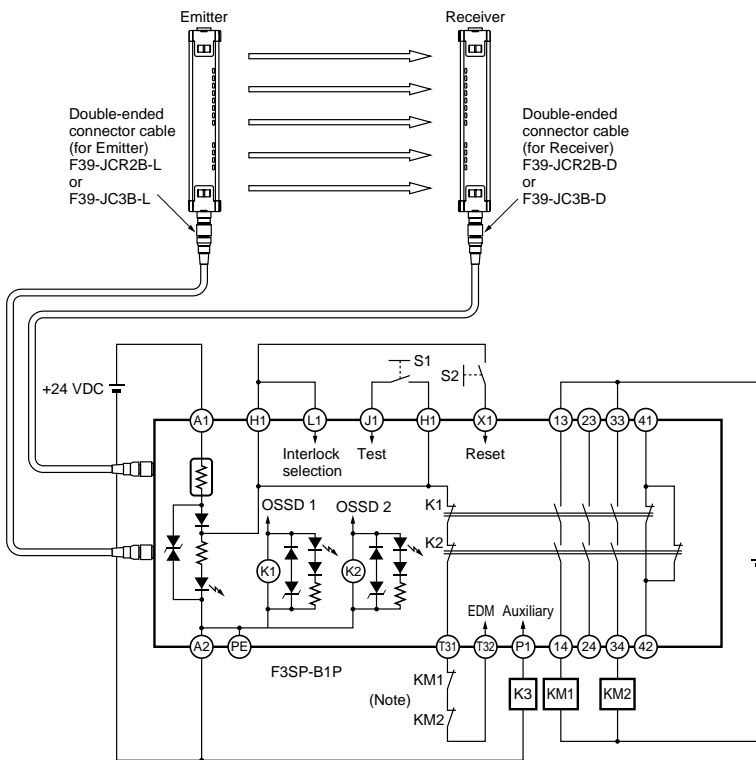 Emitter
Receiver
Double-ended
connector cable
(for Emitter)
F39-JCR2B-L
or
F39-JC3B-L
Double-ended
connector cable
(for Receiver)
F39-JCR2B-D
or
F39-JC3B-D
S1
S2
+24 VDC
A1
H1
L1
J1
H1
X1
13
23
33
41
Interlock
selection
Test
Reset
OSSD 1
OSSD 2
K1
K2
K1
K2
EDM
Auxiliary
A2
PE
T31
T32
P1
14
24
34
42
F3SP-B1P
(Note)
KM1
KM2
K3
KM1
KM2